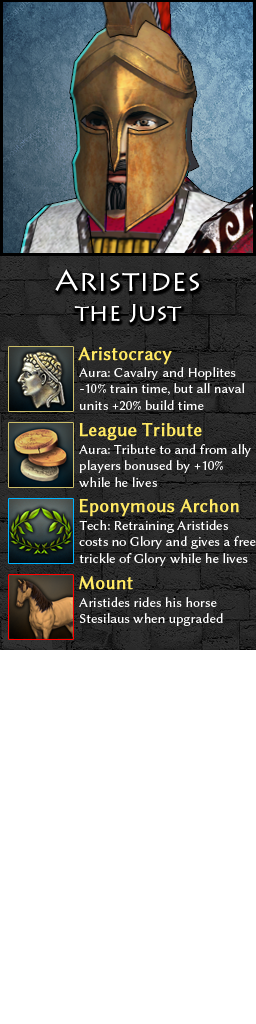 Aristides
the Just
Aristocracy
Aura: Cavalry and Hoplites
-10% train time, but all naval
units +20% build time
League Tribute
Aura: Tribute to and from ally
players bonused by +10%
while he lives
Eponymous Archon
Tech: Retraining Aristides
costs no Glory and gives a free
trickle of Glory while he lives
Mount
Aristides rides his horse
Stesilaus when upgraded